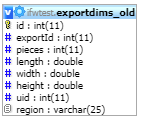 ifwtest.exportdims_old
id : int(11)
exportId : int(11)
pieces : int(11)
length : double
width : double
height : double
uid : int(11)
region : varchar(25)